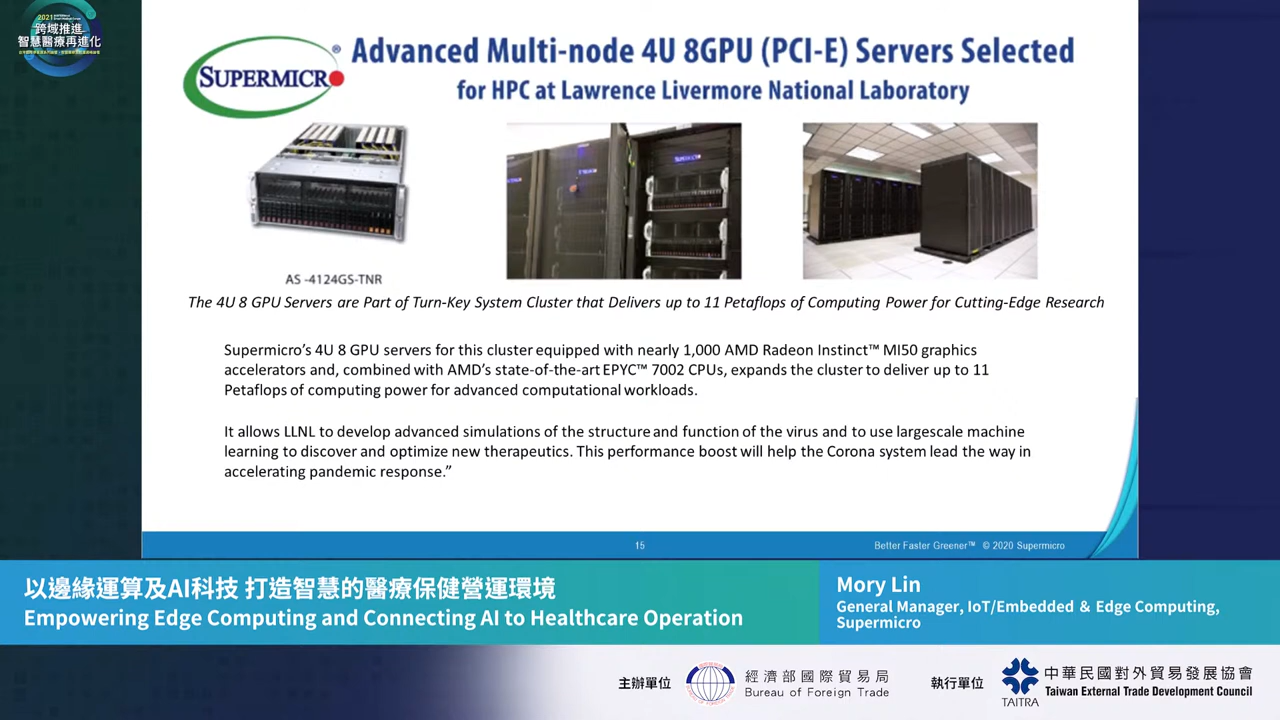 2021
跨域推進
智慧醫療再進化
SUPERMICR®
Advanced Multi-node 4U 8GPU (PCI-E) Servers Selected
for HPC at Lawrence Livermore National Laboratory
AS -4124GS-TNR
The 4U 8 GPU Servers are Part of Turn-Key System Cluster that Delivers up to 11 Petaflops of Computing Power for Cutting-Edge Research
Supermicro’s 4U 8 GPU servers for this cluster equipped with nearly 1,000 AMD Radeon Instinct™ MI50 graphics
accelerators and, combined with AMD’s state-of-the-art EPYC™ 7002 CPUs, expands the cluster to deliver up to 11
Petaflops of computing power for advanced computational workloads.
It allows LLNL to develop advanced simulations of the structure and function of the virus and to use largescale machine
learning to discover and optimize new therapeutics. This performance boost will help the Corona system lead the way in
accelerating pandemic response.”
15
Better Faster Greener™ © 2020 Supermicro
以邊緣運算及AI科技 打造智慧的醫療保健營運環境
Empowering Edge Computing and Connecting AI to Healthcare Operation
Mory Lin
General Manager, IoT/Embedded & Edge Computing,
Supermicro
主辦單位
經濟部國際貿易局
Bureau of Foreign Trade
執行單位
TAITRA
中華民國對外貿易發展協會
Taiwan External Trade Development Council